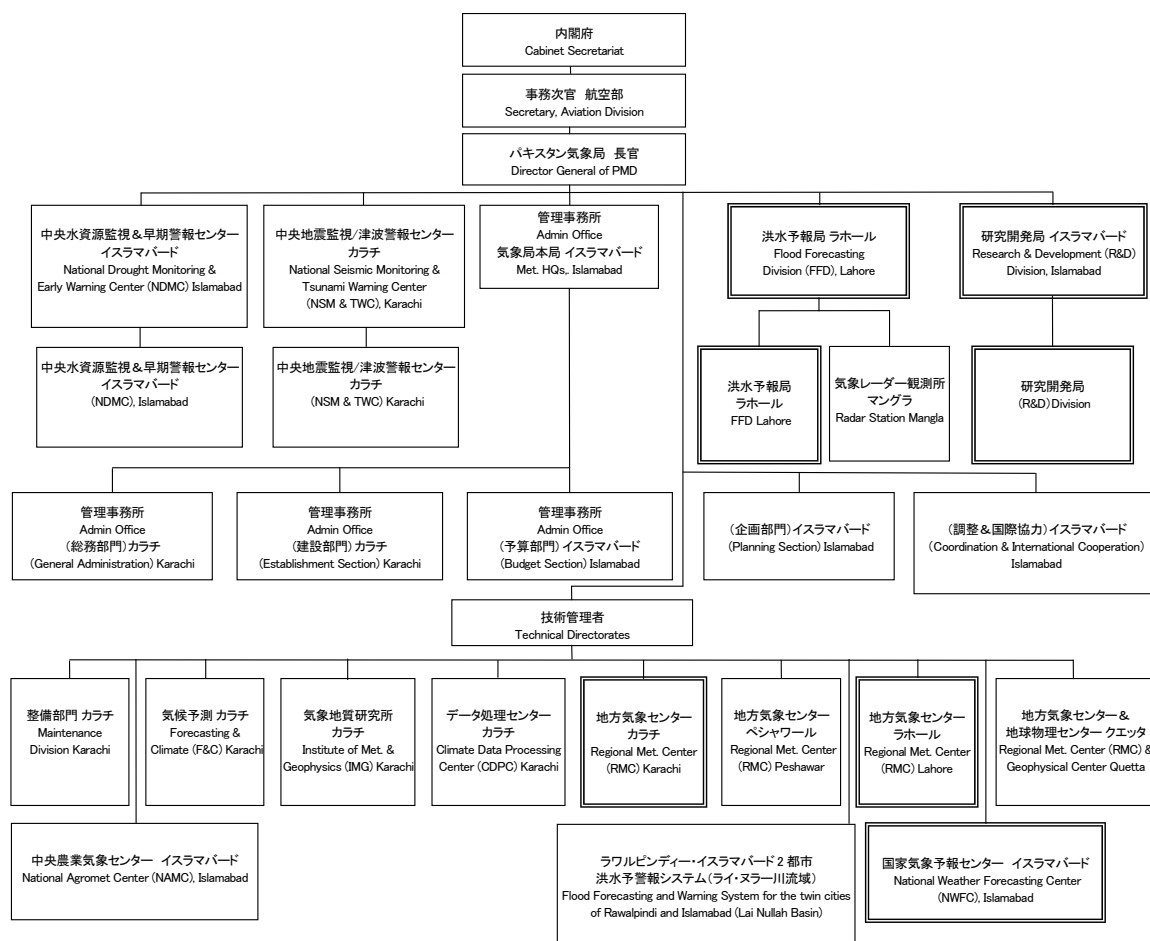 内閣府
Cabinet Secretariat
事務次官 航空部
Secretary, Aviation Division
パキスタン気象局 長官
Director General of PMD
中央水資源監視&早期警報センター
イスラマバード
National Drought Monitoring &
Early Warning Center (NDMC) Islamabad
中央地震監視/津波警報センター
カラチ
National Seismic Monitoring &
Tsunami Warning Center
(NSM & TWC), Karachi
管理事務所
Admin Office
気象局本局 イスラマバード
Met. HQs,. Islamabad
洪水予報局 ラホール
Flood Forecasting
Division (FFD), Lahore
研究開発局 イスラマバード
Research & Development (R&D)
Division, Islamabad
中央水資源監視&早期警報センター
イスラマバード
(NDMC), Islamabad
中央地震監視/津波警報センター
カラチ
(NSM & TWC) Karachi
洪水予報局
ラホール
FFD Lahore
気象レーダー観測所
マングラ
Radar Station Mangla
研究開発局
(R&D) Division
管理事務所
Admin Office
(総務部門) カラチ
(General Administration) Karachi
管理事務所
Admin Office
(建設部門) カラチ
(Establishment Section) Karachi
管理事務所
Admin Office
(予算部門) イスラマバード
(Budget Section) Islamabad
(企画部門) イスラマバード
(Planning Section) Islamabad
(調整&国際協力) イスラマバード
(Coordination & International Cooperation)
Islamabad
技術管理者
Technical Directorates
整備部門 カラチ
Maintenance
Division Karachi
気候予測 カラチ
Forecasting &
Climate (F&C) Karachi
気象地質研究所
カラチ
Institute of Met. &
Geophysics (IMG) Karachi
データ処理センター
カラチ
Climate Data Processing
Center (CDPC) Karachi
地方気象センター
カラチ
Regional Met. Center
(RMC) Karachi
地方気象センター
ペシャワール
Regional Met. Center
(RMC) Peshawar
地方気象センター
ラホール
Regional Met. Center
(RMC) Lahore
地方気象センター&
地球物理センター クエッタ
Regional Met. Center (RMC) &
Geophysical Center Quetta
中央農業気象センター イスラマバード
National Agromet Center (NAMC), Islamabad
ラワルピンディー・イスラマバード2都市
洪水予警報システム(ライ・ヌラー川流域)
Flood Forecasting and Warning System for the twin cities
of Rawalpindi and Islamabad (Lai Nullah Basin)
国家気象予報センター イスラマバード
National Weather Forecasting Center
(NWFC), Islamabad